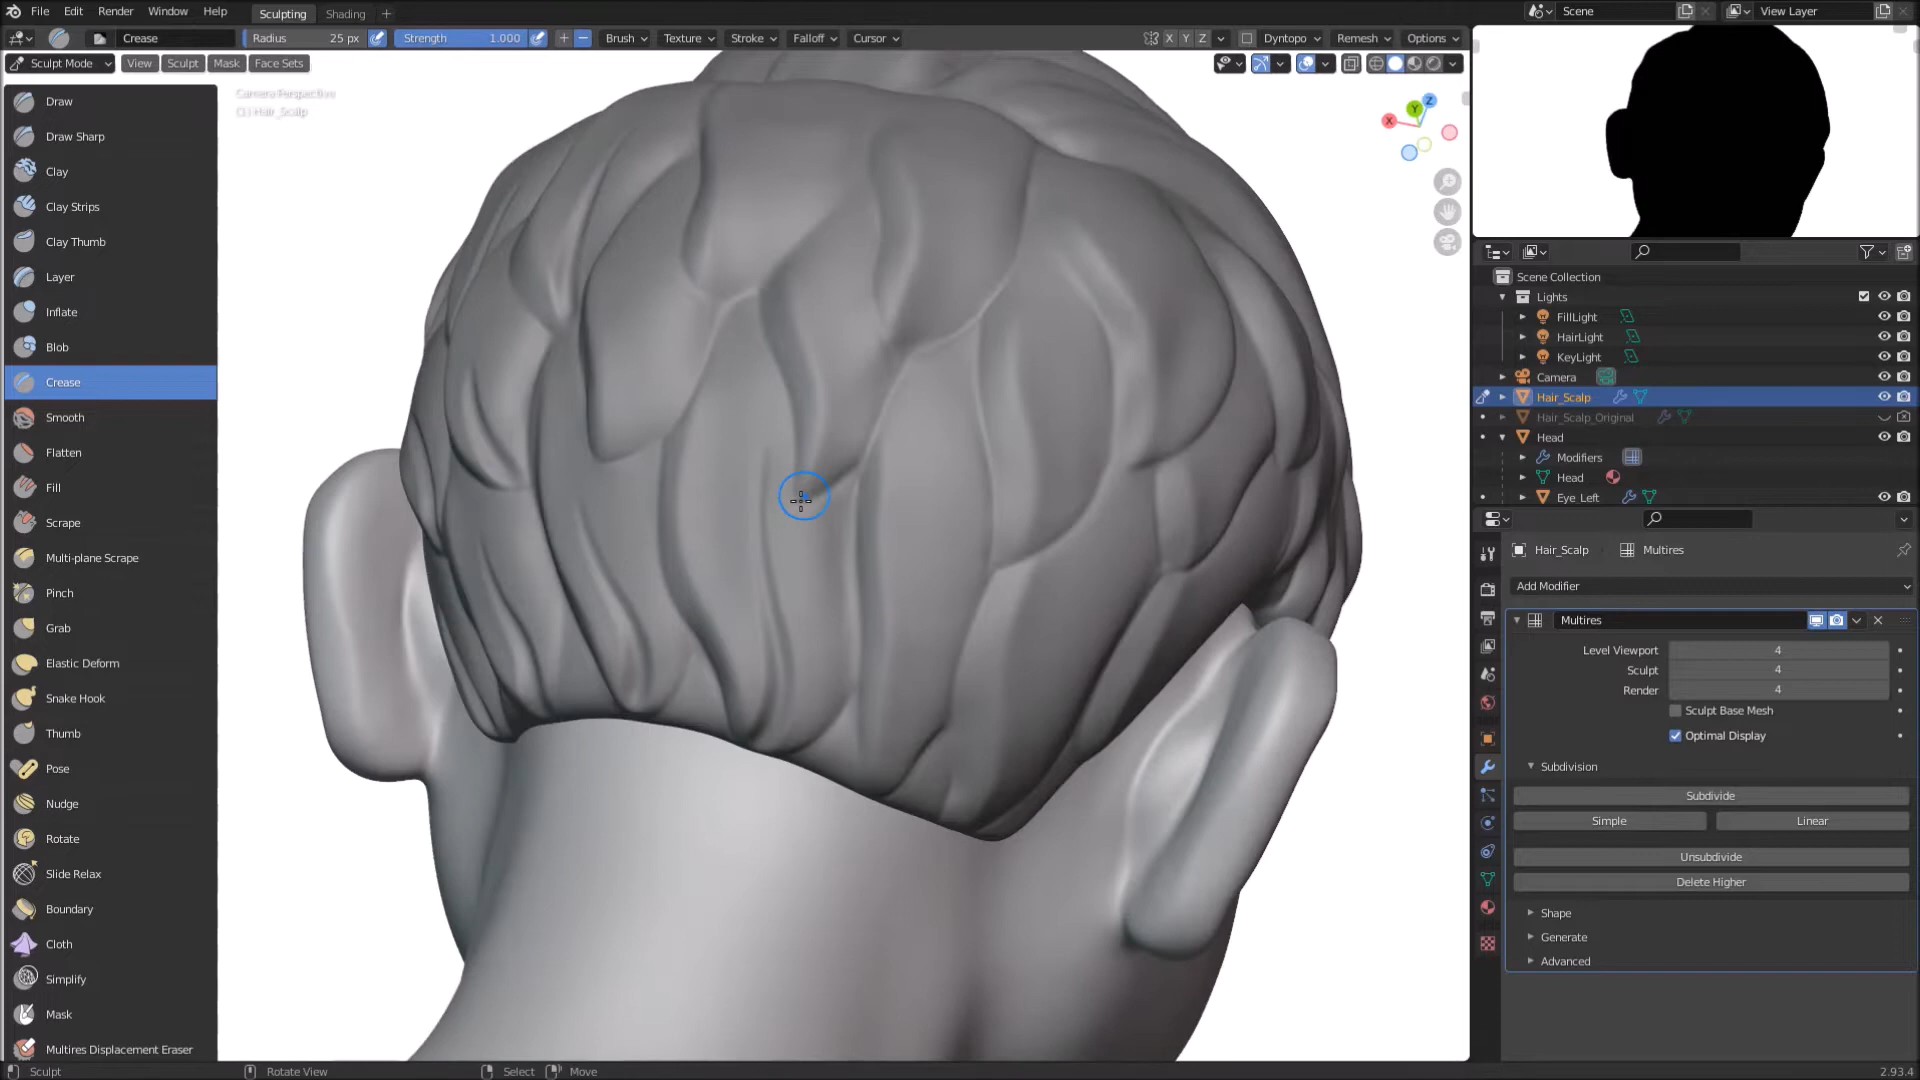 File Edit Render Window Help Sculpting Shading + Scene View Layer
Crease Radius 25 px Strength 1.000 Brush Texture Stroke Falloff Cursor X Y Z Dyntopo Remesh Options
Sculpt Mode View Sculpt Mask Face Sets
Camera Perspective
(1) Hair_Scalp
X Y Z
Draw
Draw Sharp
Clay
Clay Strips
Clay Thumb
Layer
Inflate
Blob
Crease
Smooth
Flatten
Fill
Scrape
Multi-plane Scrape
Pinch
Grab
Elastic Deform
Snake Hook
Thumb
Pose
Nudge
Rotate
Slide Relax
Boundary
Cloth
Simplify
Mask
Multires Displacement Eraser
Scene Collection
Lights
FillLight
HairLight
KeyLight
Camera
Hair_Scalp
Hair_Scalp_Original
Head
Modifiers
Head
Eye_Left
Hair_Scalp Multires
Add Modifier
Multires
Level Viewport 4
Sculpt 4
Render 4
Sculpt Base Mesh
Optimal Display
Subdivision
Subdivide
Simple Linear
Unsubdivide
Delete Higher
Shape
Generate
Advanced
Sculpt Rotate View Select Move 2.93.4